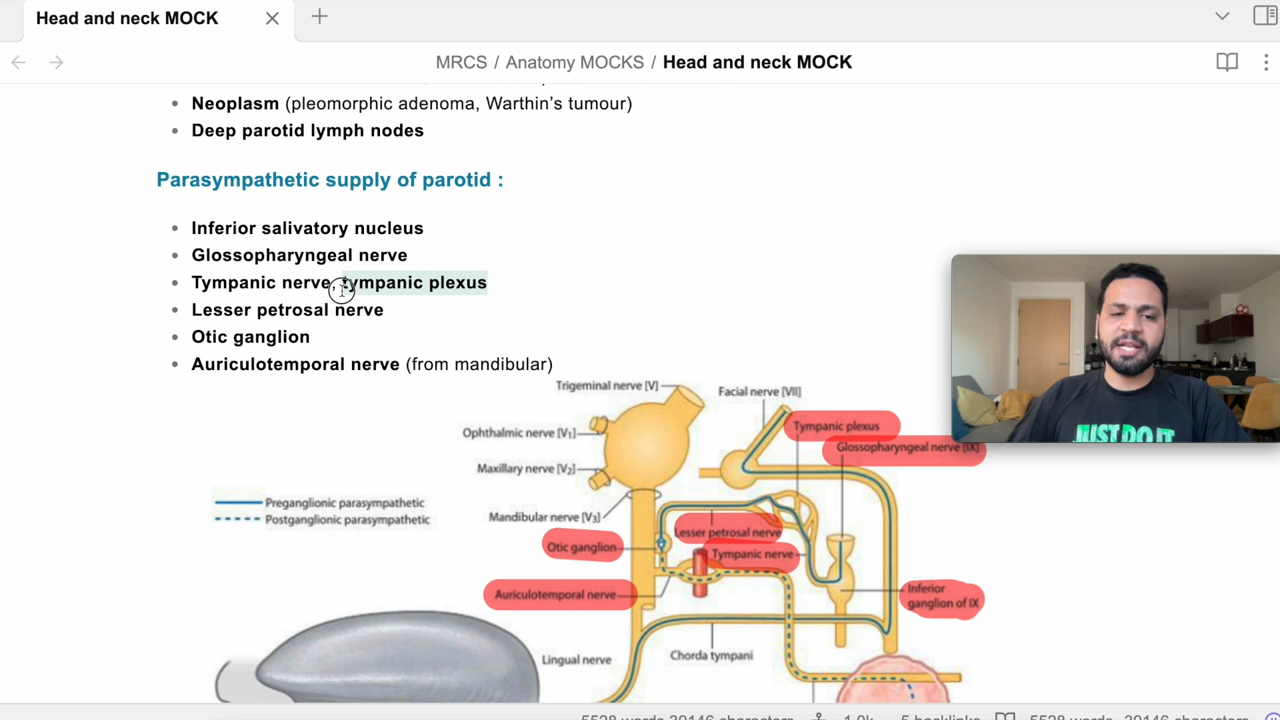 Head and neck MOCK
MRCS / Anatomy MOCKS / Head and neck MOCK
Neoplasm (pleomorphic adenoma, Warthin’s tumour)
Deep parotid lymph nodes
Parasympathetic supply of parotid :
Inferior salivatory nucleus
Glossopharyngeal nerve
Tympanic nerve, tympanic plexus
Lesser petrosal nerve
Otic ganglion
Auriculotemporal nerve (from mandibular)
Trigeminal nerve [V]
Facial nerve [VII]
Tympanic plexus
Ophthalmic nerve [V1]
Glossopharyngeal nerve [IX]
Maxillary nerve [V2]
Preganglionic parasympathetic
Postganglionic parasympathetic
Mandibular nerve [V3]
Lesser petrosal nerve
Otic ganglion
Tympanic nerve
Auriculotemporal nerve
Inferior
ganglion of IX
Lingual nerve
Chorda tympani
JUST DO IT